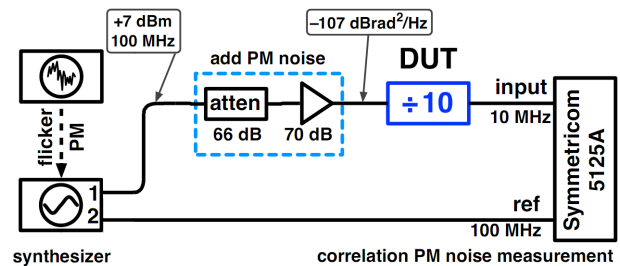 +7 dBm
100 MHz
–107 dBrad²/Hz
add PM noise
DUT
atten
÷10
66 dB
70 dB
input
10 MHz
flicker
PM
1
2
synthesizer
ref
100 MHz
Symmetricom
5125A
correlation PM noise measurement